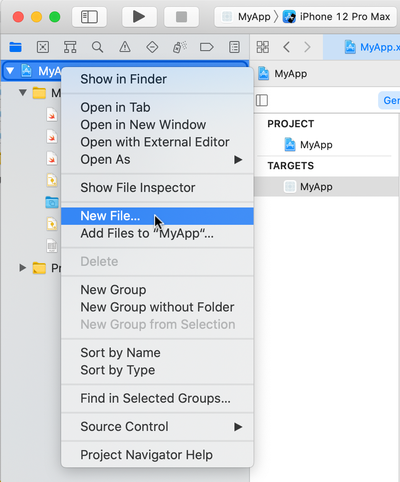 MyApp
iPhone 12 Pro Max
MyApp.x
MyA
Show in Finder
MyApp
Open in Tab
Open in New Window
Open with External Editor
Open As
Gen
PROJECT
MyApp
TARGETS
MyApp
Show File Inspector
New File...
Add Files to “MyApp”...
Delete
New Group
New Group without Folder
New Group from Selection
Sort by Name
Sort by Type
Find in Selected Groups...
Source Control
Project Navigator Help
M
Pr